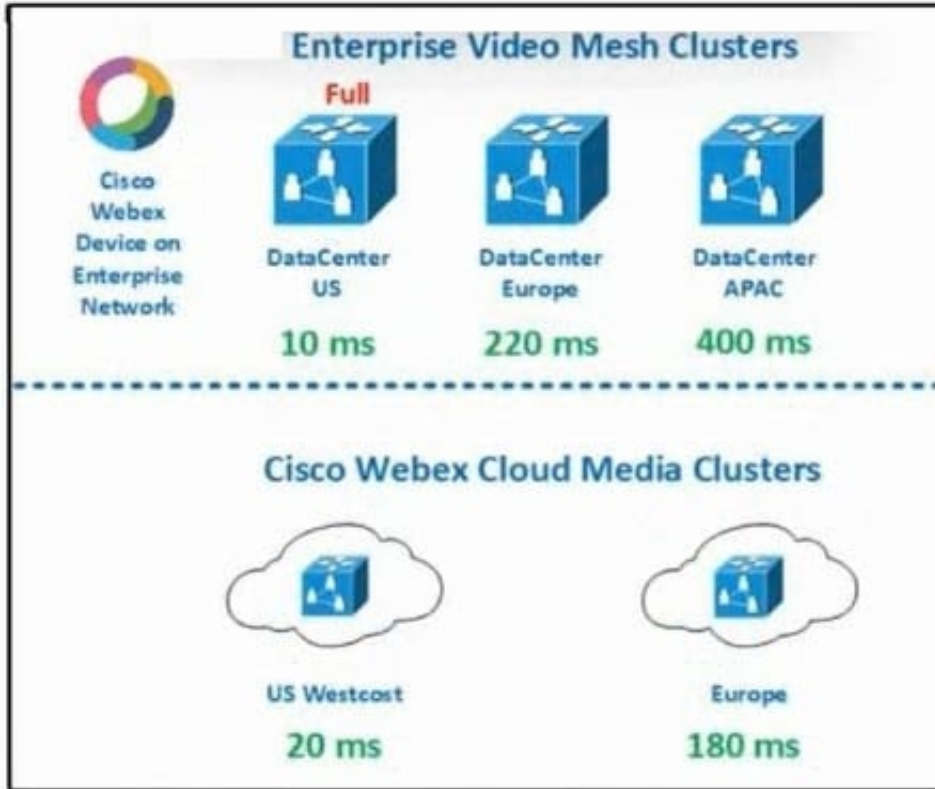 Enterprise Video Mesh Clusters
Full
Cisco
Webex
Device on
Enterprise
Network
DataCenter
US
10 ms
DataCenter
Europe
220 ms
DataCenter
APAC
400 ms
Cisco Webex Cloud Media Clusters
US Westcost
20 ms
Europe
180 ms